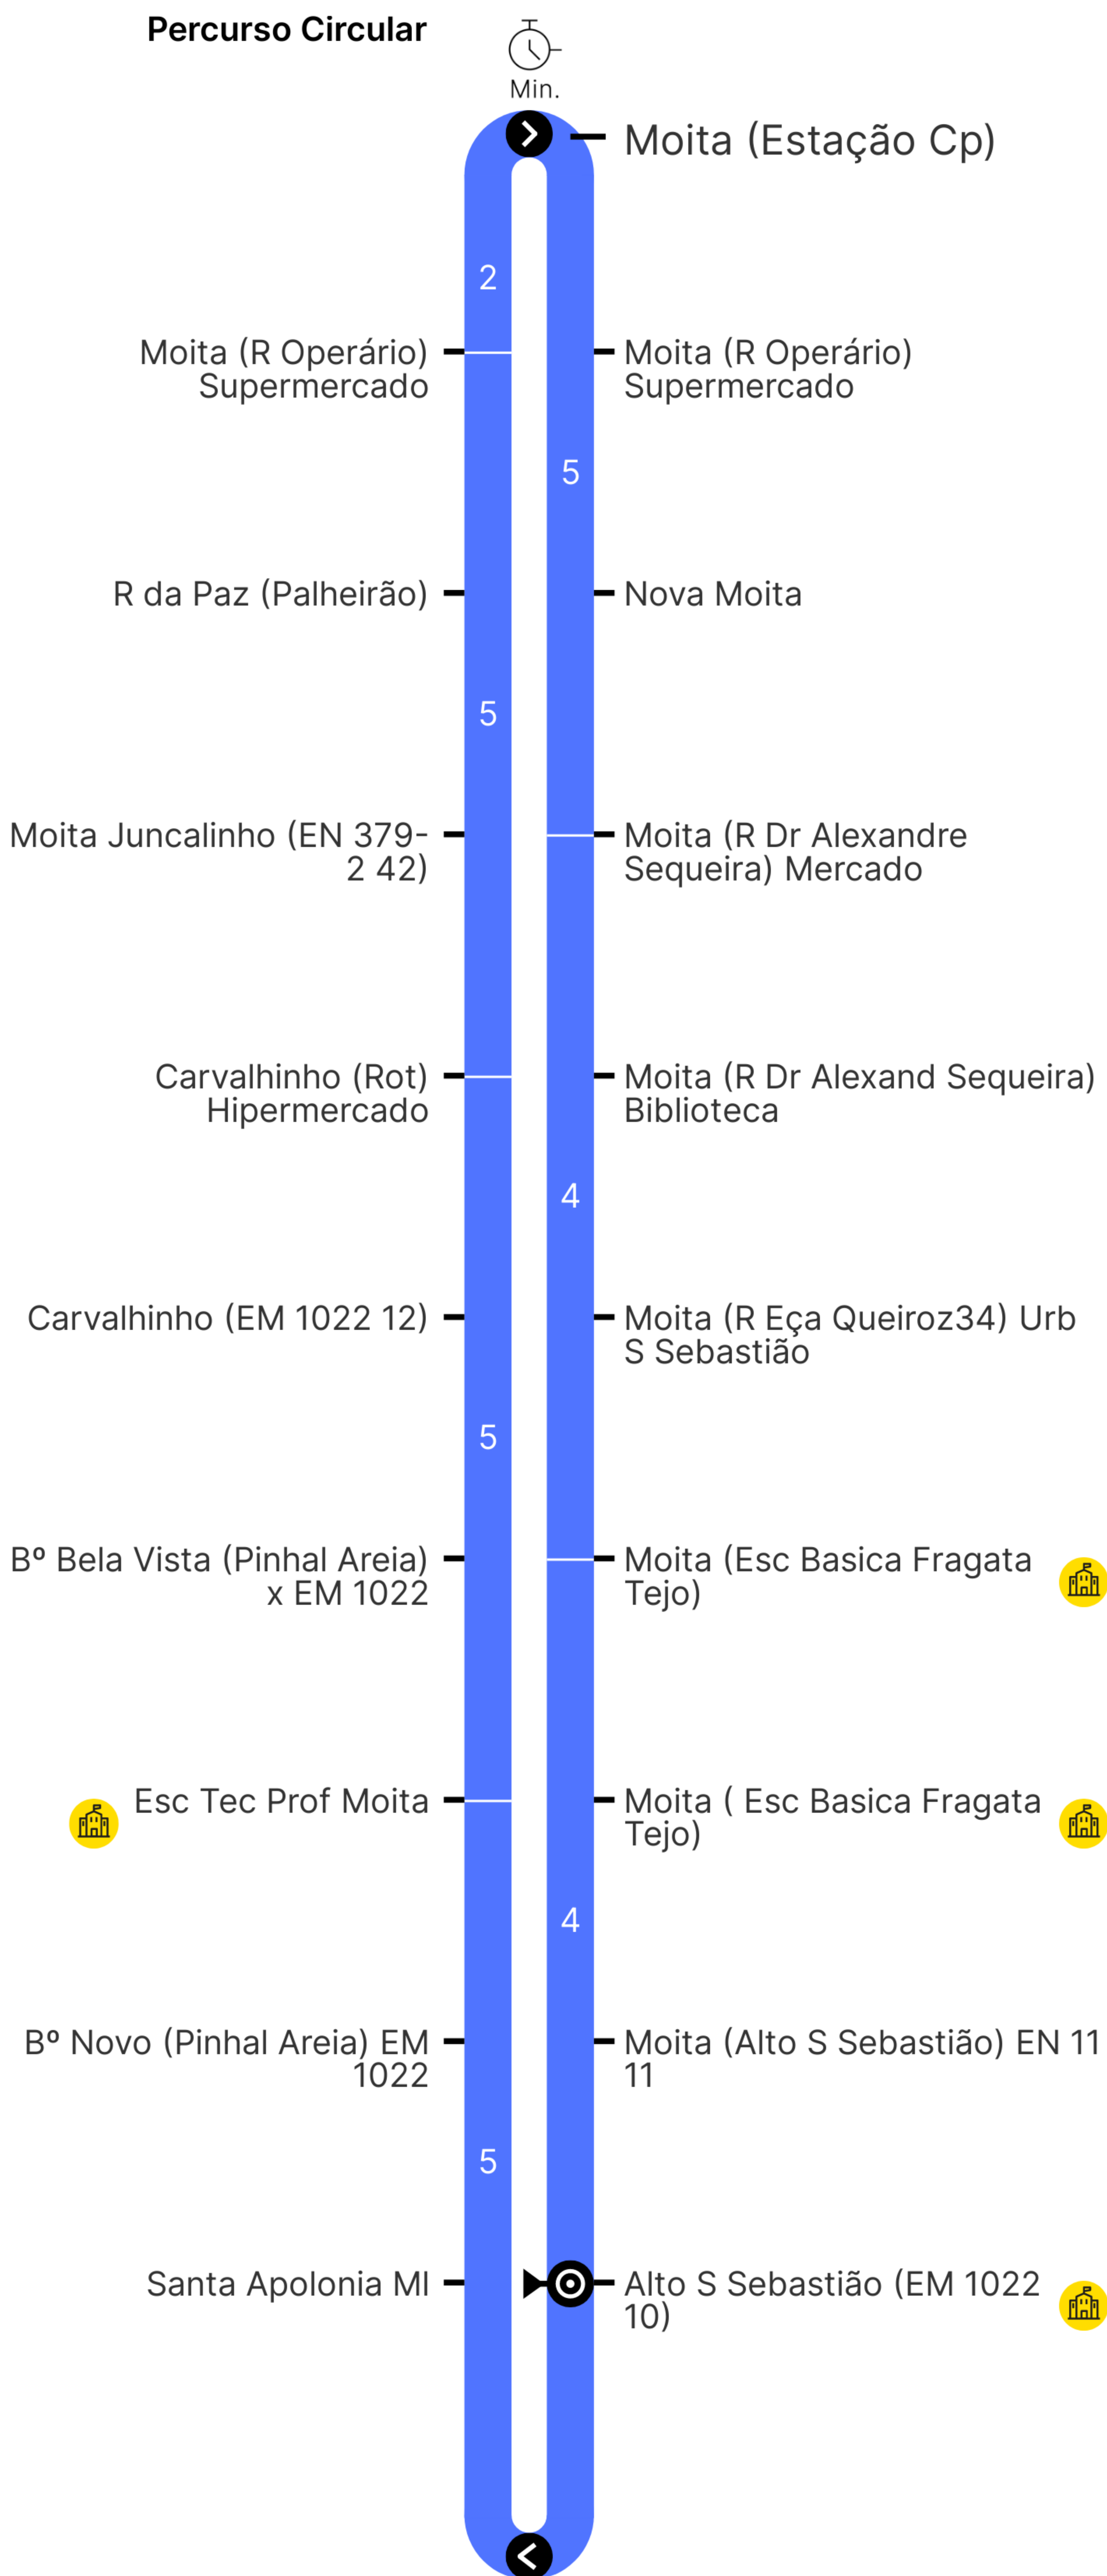 Percurso Circular
Min.
Moita (Estação Cp)
2
Moita (R Operário)
Supermercado
Moita (R Operário)
Supermercado
5
R da Paz (Palheirão)
Nova Moita
5
Moita Juncalinho (EN 379-
2 42)
Moita (R Dr Alexandre
Sequeira) Mercado
Carvalhinho (Rot)
Hipermercado
Moita (R Dr Alexand Sequeira)
Biblioteca
4
Carvalhinho (EM 1022 12)
Moita (R Eça Queiroz34) Urb
S Sebastião
5
Bº Bela Vista (Pinhal Areia)
x EM 1022
Moita (Esc Basica Fragata
Tejo)
Esc Tec Prof Moita
Moita ( Esc Basica Fragata
Tejo)
4
Bº Novo (Pinhal Areia) EM
1022
Moita (Alto S Sebastião) EN 11
11
5
Santa Apolonia MI
Alto S Sebastião (EM 1022
10)